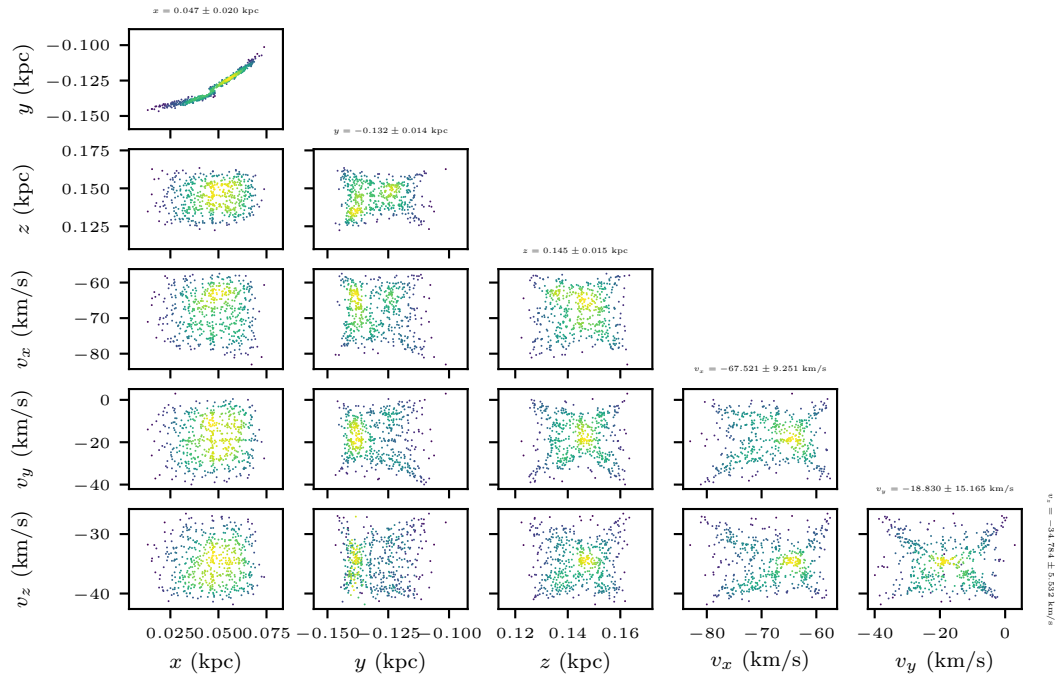 x = 0.047 ± 0.020 kpc
−0.100
−0.125
−0.150
y (kpc)
y = −0.132 ± 0.014 kpc
0.175
0.150
0.125
z (kpc)
z = 0.145 ± 0.015 kpc
−60
−70
−80
v_x (km/s)
v_x = −67.521 ± 9.251 km/s
0
−20
−40
v_y (km/s)
v_y = −18.830 ± 15.165 km/s
v_z = −34.784 ± 5.532 km/s
−30
−40
v_z (km/s)
0.025 0.050 0.075 −0.150 −0.125 −0.100 0.12 0.14 0.16 −80 −70 −60 −40 −20 0
x (kpc) y (kpc) z (kpc) v_x (km/s) v_y (km/s)